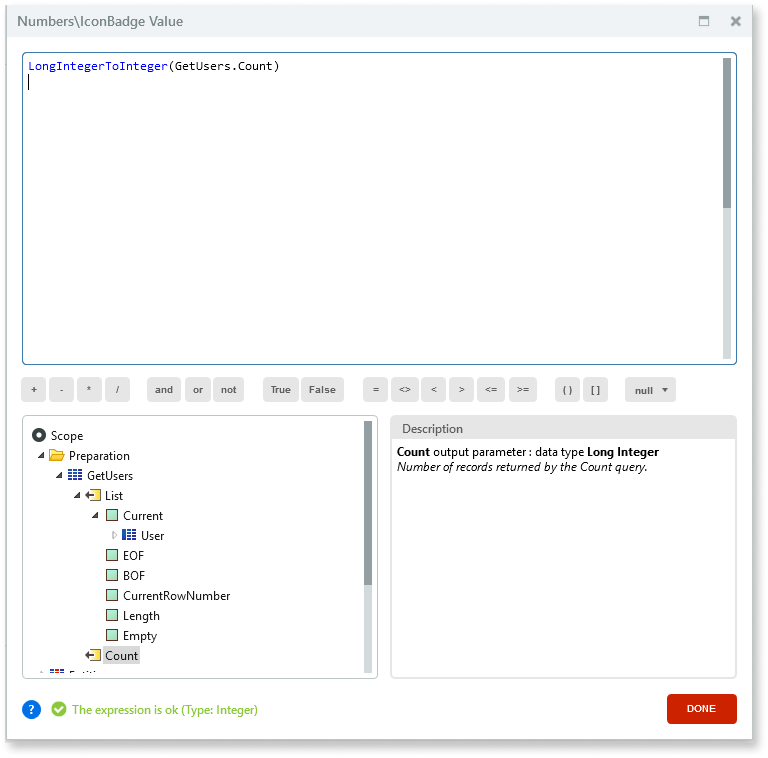 Numbers\IconBadge Value
LongIntegerToInteger(GetUsers.Count)
+ - * / and or not True False = <> < > <= >= ( ) [ ] null
Scope
Preparation
GetUsers
List
Current
User
EOF
BOF
CurrentRowNumber
Length
Empty
Count
Description
Count output parameter : data type Long Integer
Number of records returned by the Count query.
? The expression is ok (Type: Integer)
DONE